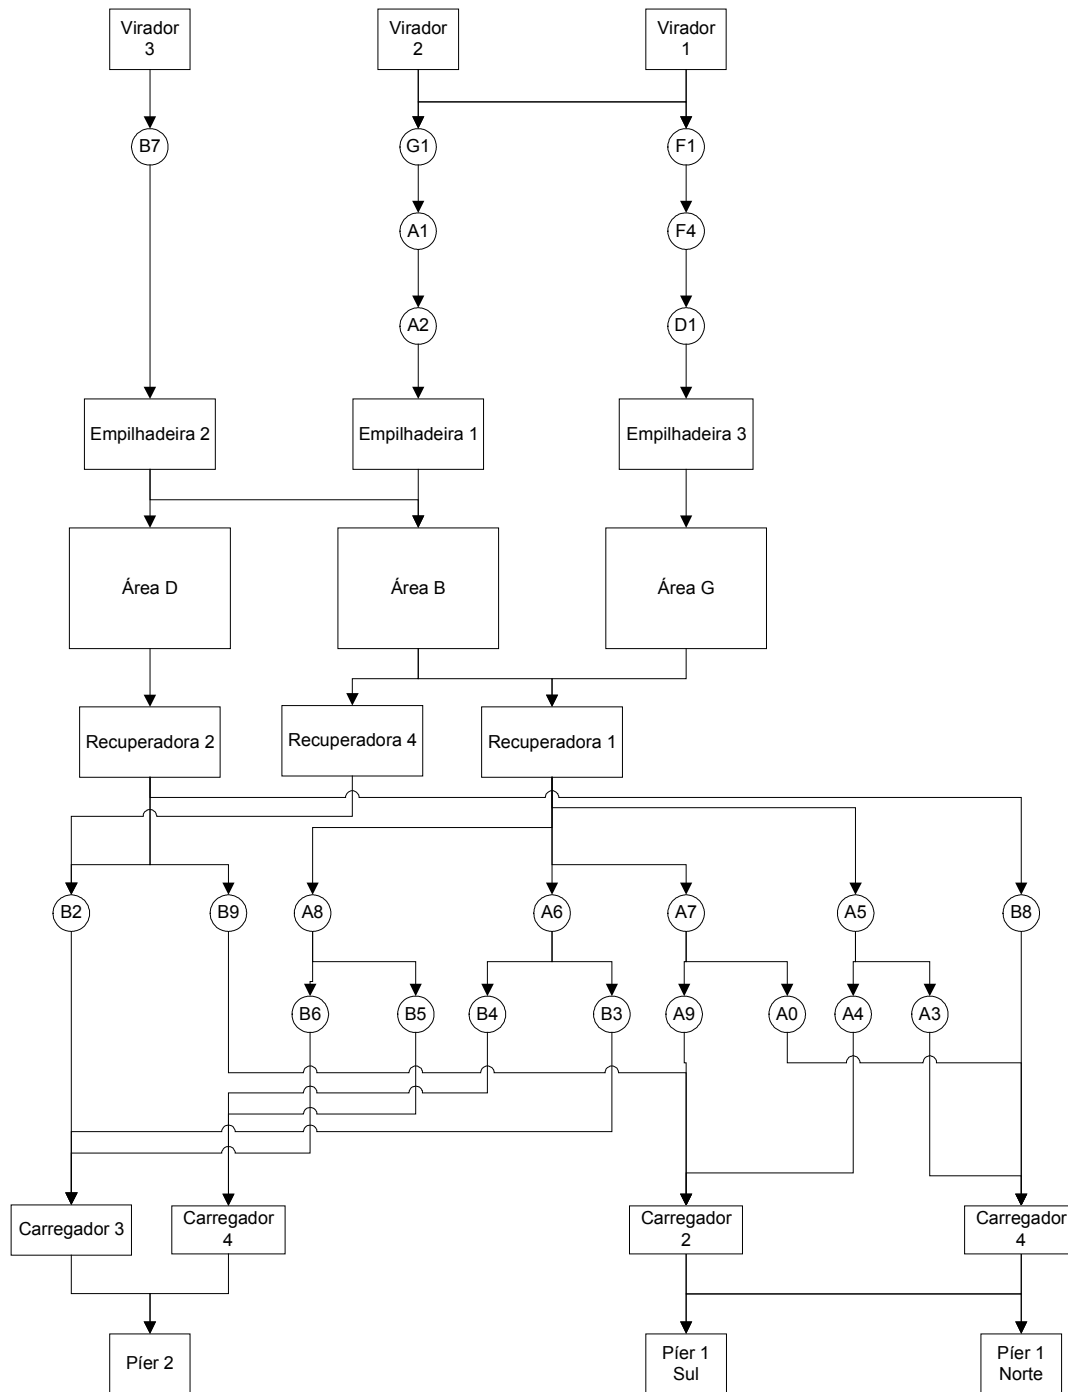 Virador
3
Virador
2
Virador
1
B7
G1
F1
A1
F4
A2
D1
Empilhadeira 2
Empilhadeira 1
Empilhadeira 3
Área D
Área B
Área G
Recuperadora 2
Recuperadora 4
Recuperadora 1
B2
B9
A8
A6
A7
A5
B8
B6
B5
B4
B3
A9
A0
A4
A3
Carregador 3
Carregador
4
Carregador
2
Carregador
4
Píer 2
Píer 1
Sul
Píer 1
Norte